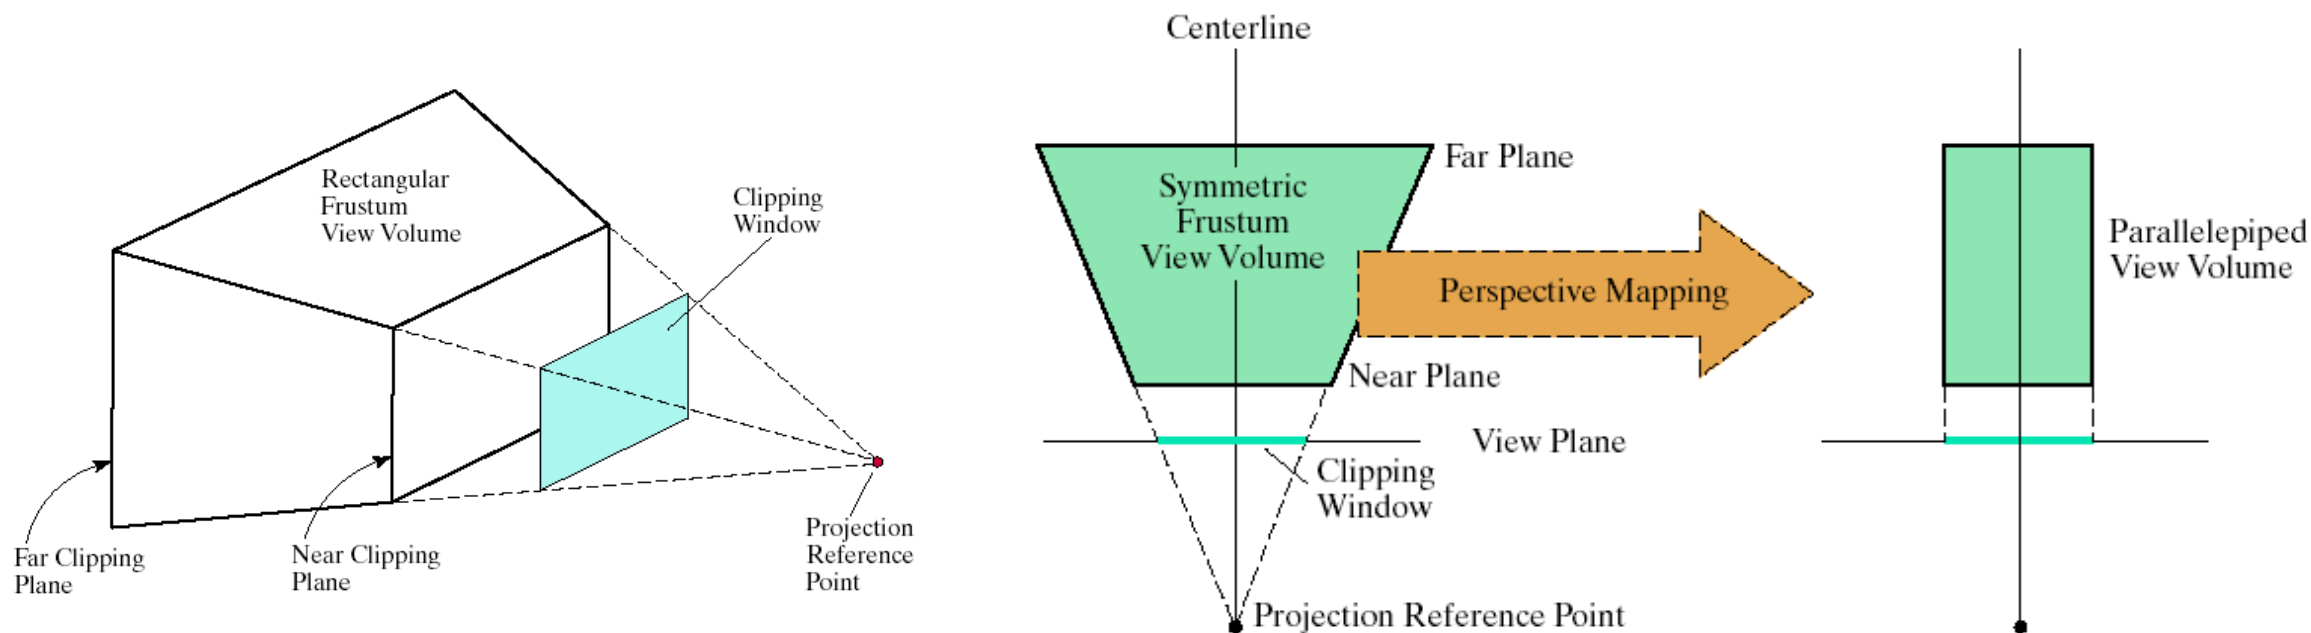 Rectangular
Frustum
View Volume
Clipping
Window
Far Clipping
Plane
Near Clipping
Plane
Projection
Reference
Point
Centerline
Far Plane
Symmetric
Frustum
View Volume
Perspective Mapping
Near Plane
View Plane
Clipping
Window
Projection Reference Point
Parallelepiped
View Volume